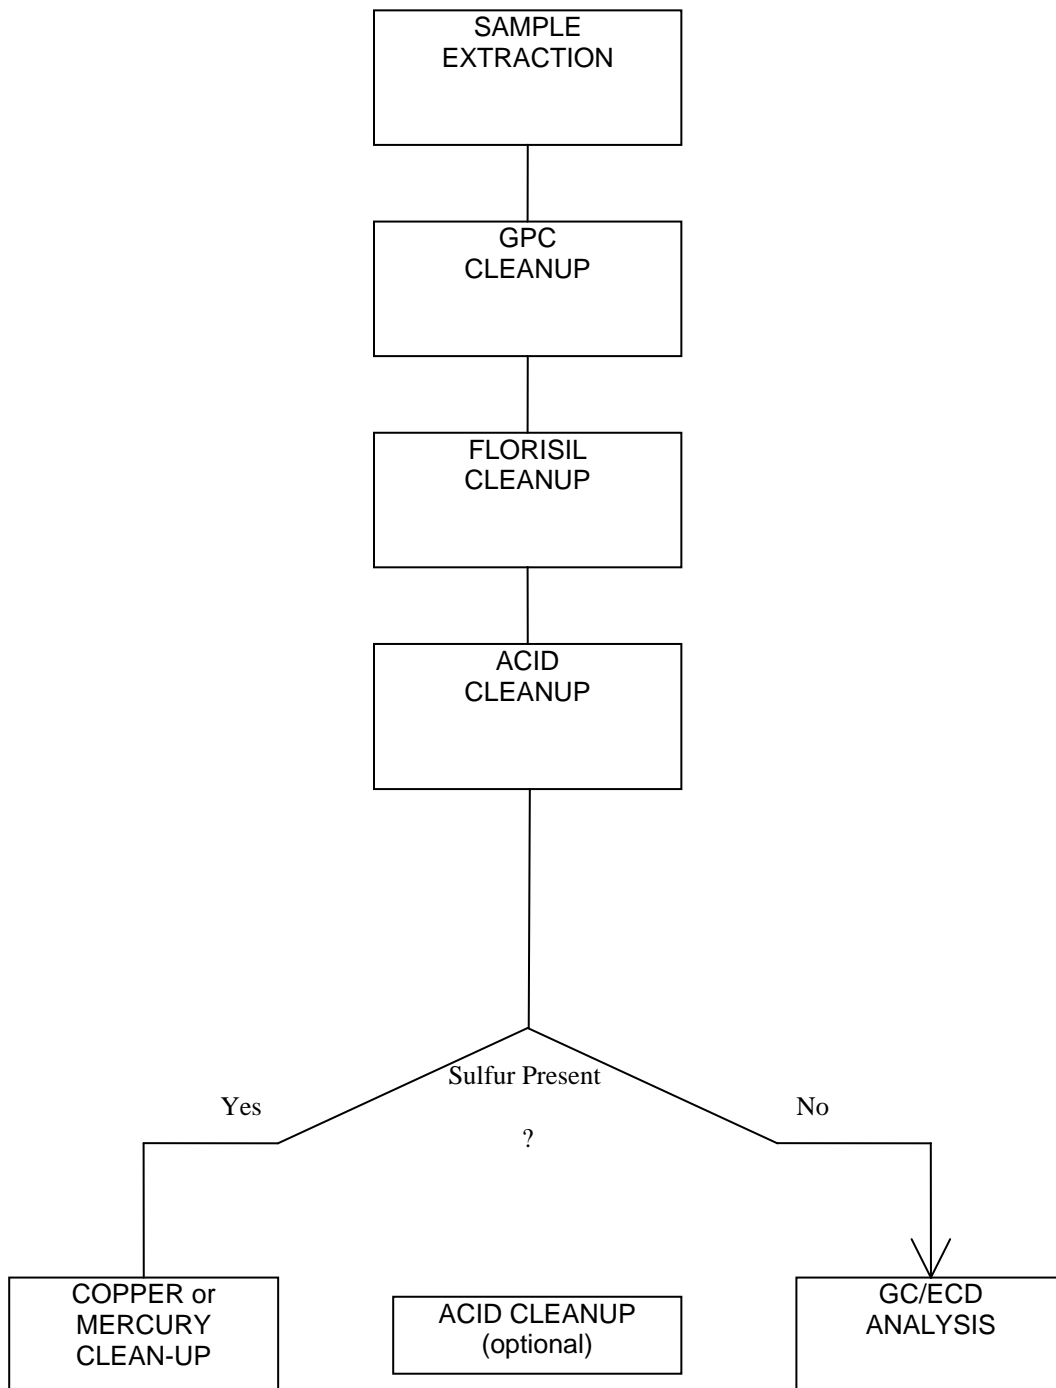 SAMPLE
EXTRACTION
GPC
CLEANUP
FLORISIL
CLEANUP
ACID
CLEANUP
Sulfur Present
Yes
No
?
COPPER or
MERCURY
CLEAN-UP
ACID CLEANUP
(optional)
GC/ECD
ANALYSIS